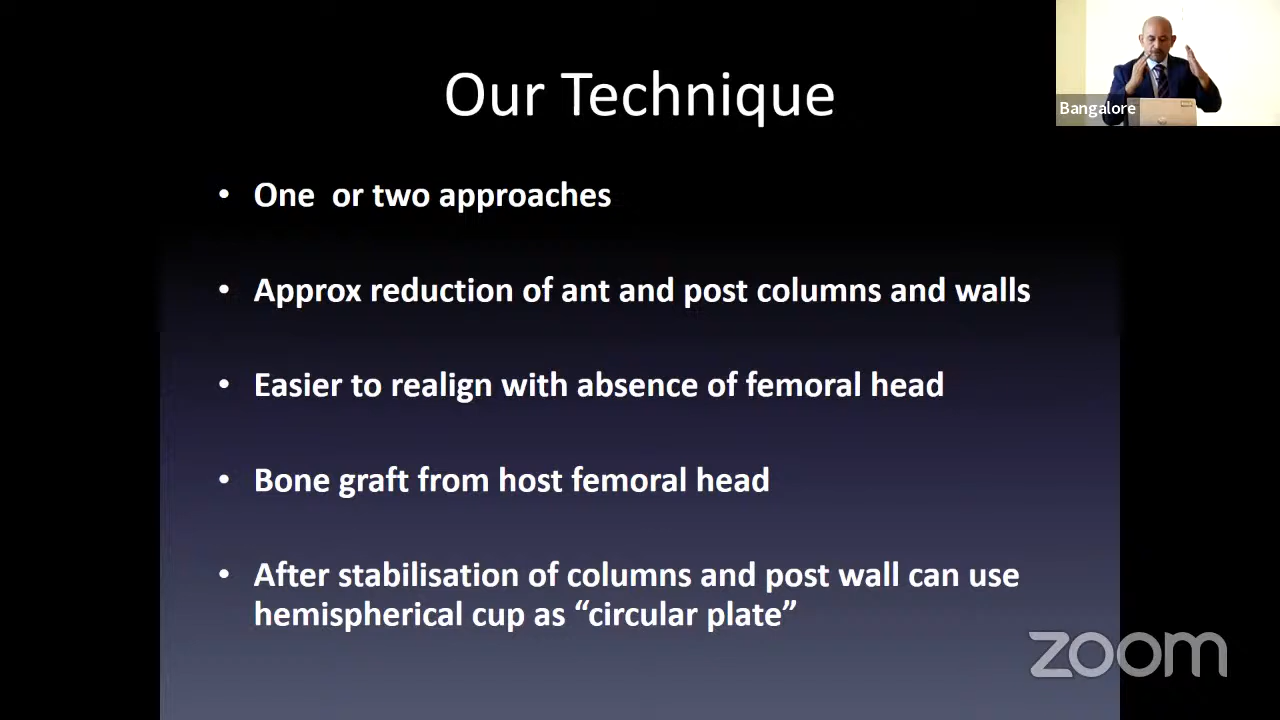 Our Technique
Bangalore
• One or two approaches
• Approx reduction of ant and post columns and walls
• Easier to realign with absence of femoral head
• Bone graft from host femoral head
• After stabilisation of columns and post wall can use
hemispherical cup as “circular plate”
zoom